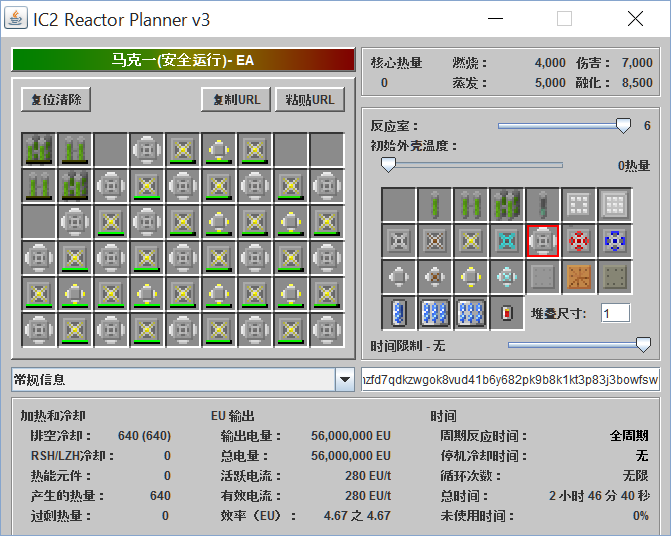 IC2 Reactor Planner v3
马克一(安全运行)- EA
复位清除 复制URL 粘贴URL
核心热量 燃烧： 4,000 伤害： 7,000
0 蒸发： 5,000 融化： 8,500
反应室： 6
初始外壳温度：
0热量
堆叠尺寸： 1
时间限制 - 无
常规信息
nzfd7qdkzwgok8vud41b6y682pk9b8k1kt3p83j3bowfsw
加热和冷却 EU 输出 时间
排空冷却： 640 (640) 输出电量： 56,000,000 EU 周期反应时间： 全周期
RSH/LZH冷却： 0 总电量： 56,000,000 EU 停机冷却时间： 无
热能元件： 0 活跃电流： 280 EU/t 循环次数： 无限
产生的热量： 640 有效电流： 280 EU/t 总时间： 2 小时 46 分 40 秒
过剩热量： 0 效率（EU）： 4.67 之 4.67 未使用时间： 0%